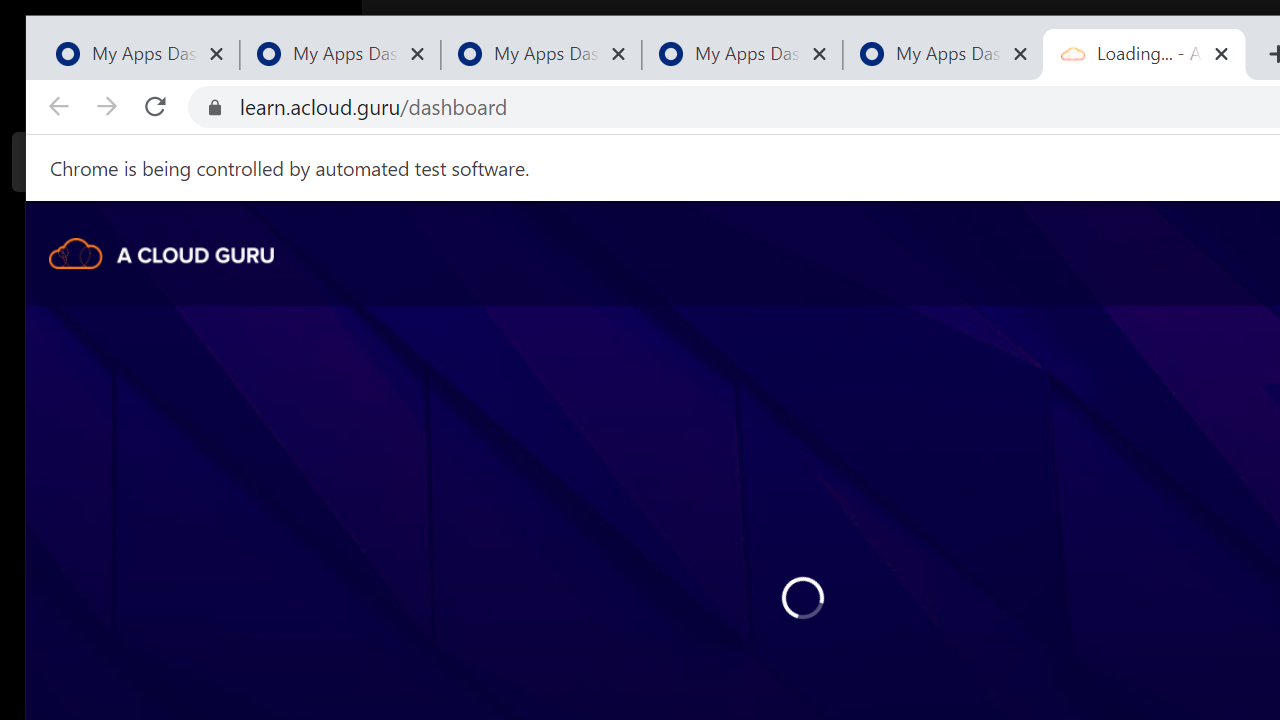 My Apps Das My Apps Das My Apps Das My Apps Das My Apps Das Loading... - A
learn.acloud.guru/dashboard
Chrome is being controlled by automated test software.
A CLOUD GURU